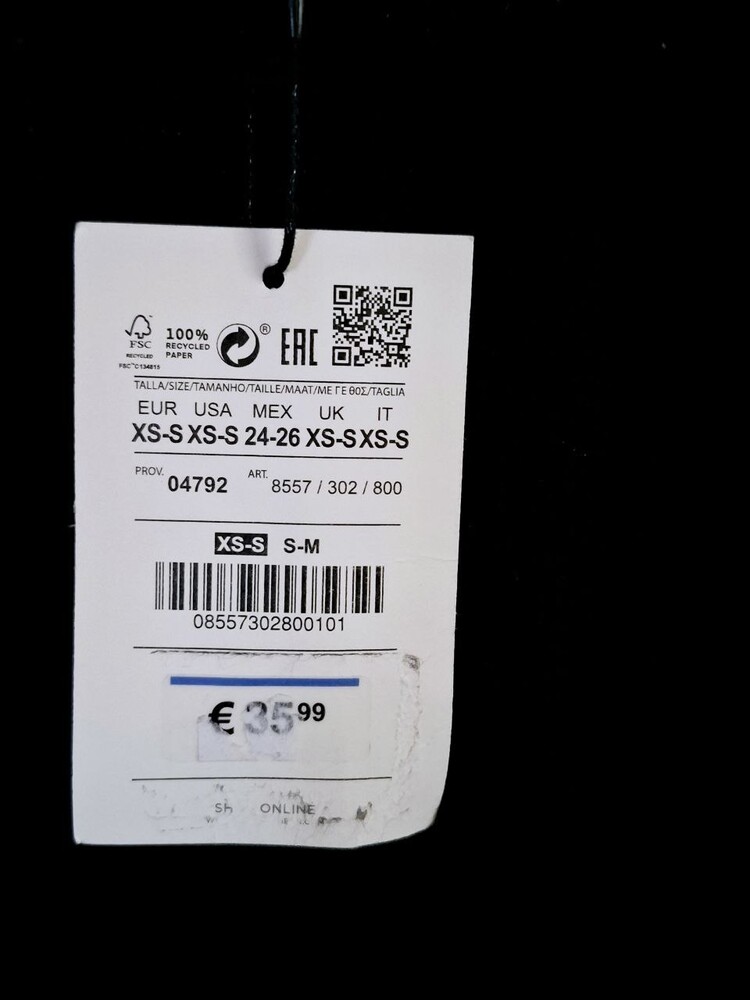 FSC
RECYCLED
FSC™ C134815
100%
RECYCLED
PAPER
®
EAC
TALLA/SIZE/TAMANHO/TAILLE/MAAT/ΜΕΓΕΘΟΣ/TAGLIA
EUR USA MEX UK IT
XS-S XS-S 24-26 XS-S XS-S
PROV. 04792 ART. 8557 / 302 / 800
XS-S S-M
08557302800101
€ 35 99
ONLINE